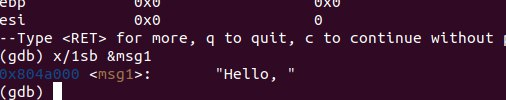 ebp 0x0 0x0
esi 0x0 0
--Type <RET> for more, q to quit, c to continue without
(gdb) x/1sb &msg1
0x804a000 <msg1>: "Hello, "
(gdb)